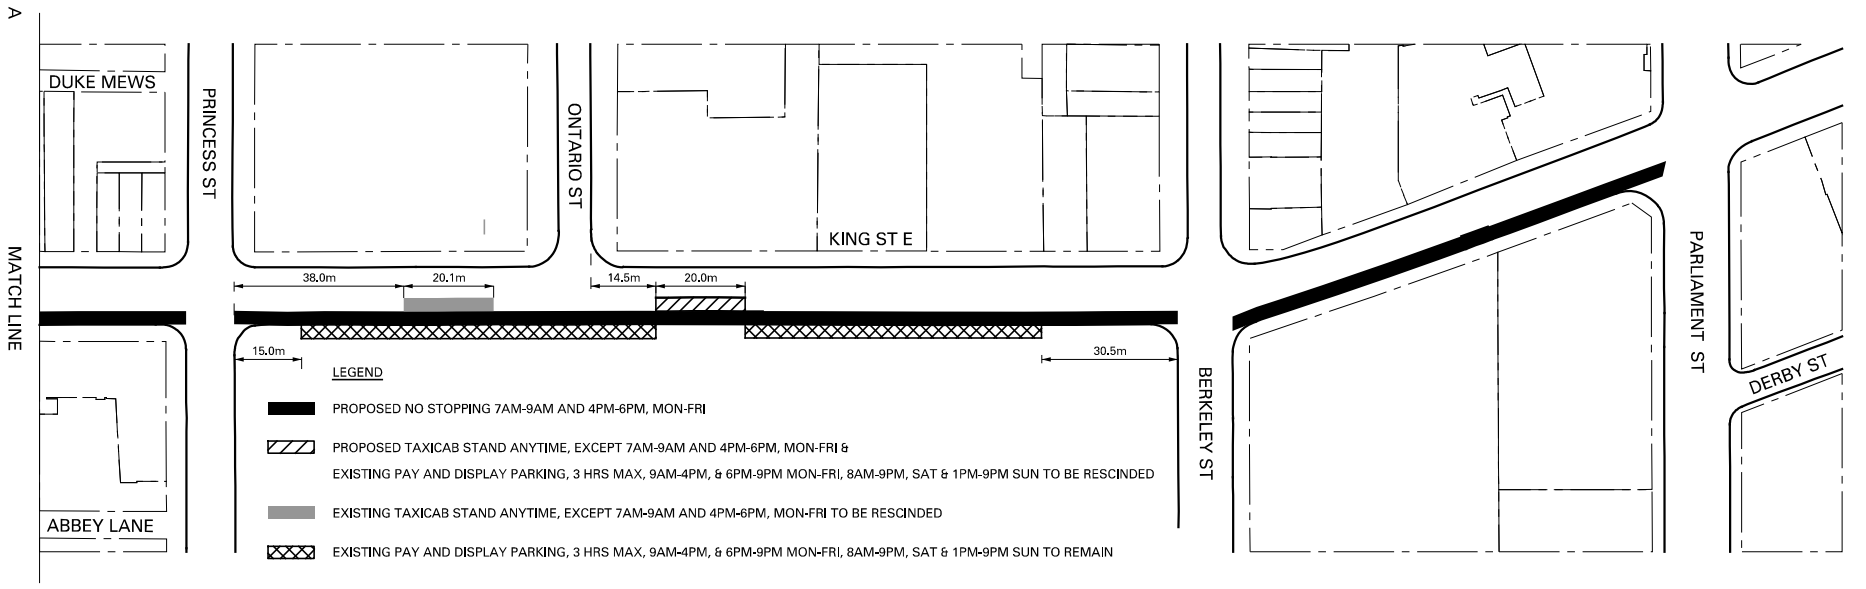 A
DUKE MEWS
PRINCESS ST
ONTARIO ST
KING ST E
38.0m
20.1m
14.5m
20.0m
MATCH LINE
PARLIAMENT ST
15.0m
30.5m
BERKELEY ST
DERBY ST
LEGEND
PROPOSED NO STOPPING 7AM-9AM AND 4PM-6PM, MON-FRI
PROPOSED TAXICAB STAND ANYTIME, EXCEPT 7AM-9AM AND 4PM-6PM, MON-FRI &
EXISTING PAY AND DISPLAY PARKING, 3 HRS MAX, 9AM-4PM, & 6PM-9PM MON-FRI, 8AM-9PM, SAT & 1PM-9PM SUN TO BE RESCINDED
EXISTING TAXICAB STAND ANYTIME, EXCEPT 7AM-9AM AND 4PM-6PM, MON-FRI TO BE RESCINDED
ABBEY LANE
EXISTING PAY AND DISPLAY PARKING, 3 HRS MAX, 9AM-4PM, & 6PM-9PM MON-FRI, 8AM-9PM, SAT & 1PM-9PM SUN TO REMAIN